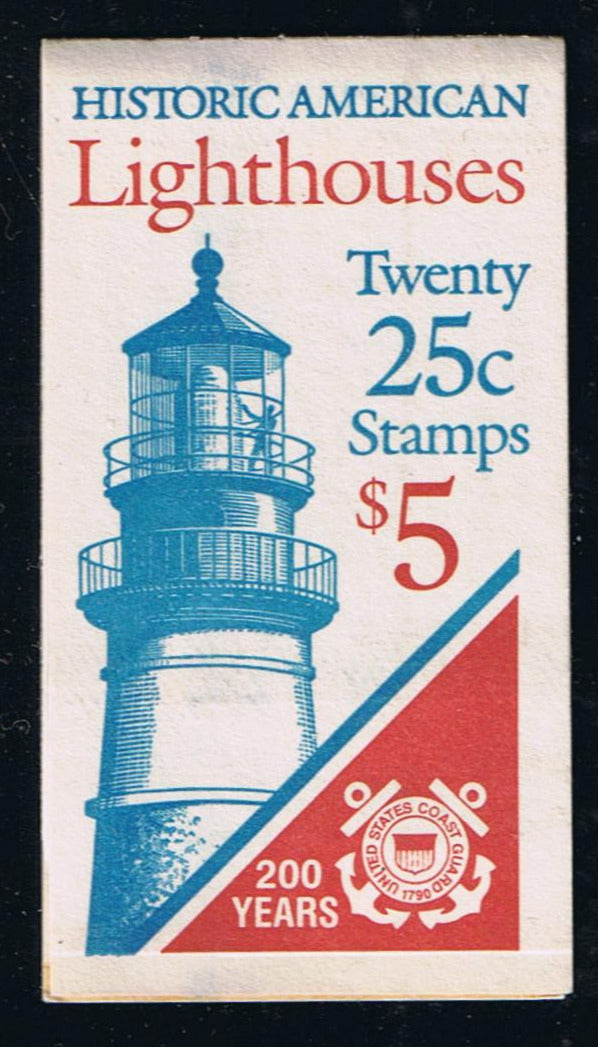 HISTORIC AMERICAN
Lighthouses
Twenty
25c
Stamps
$5
200
YEARS
UNITED STATES COAST GUARD
1790